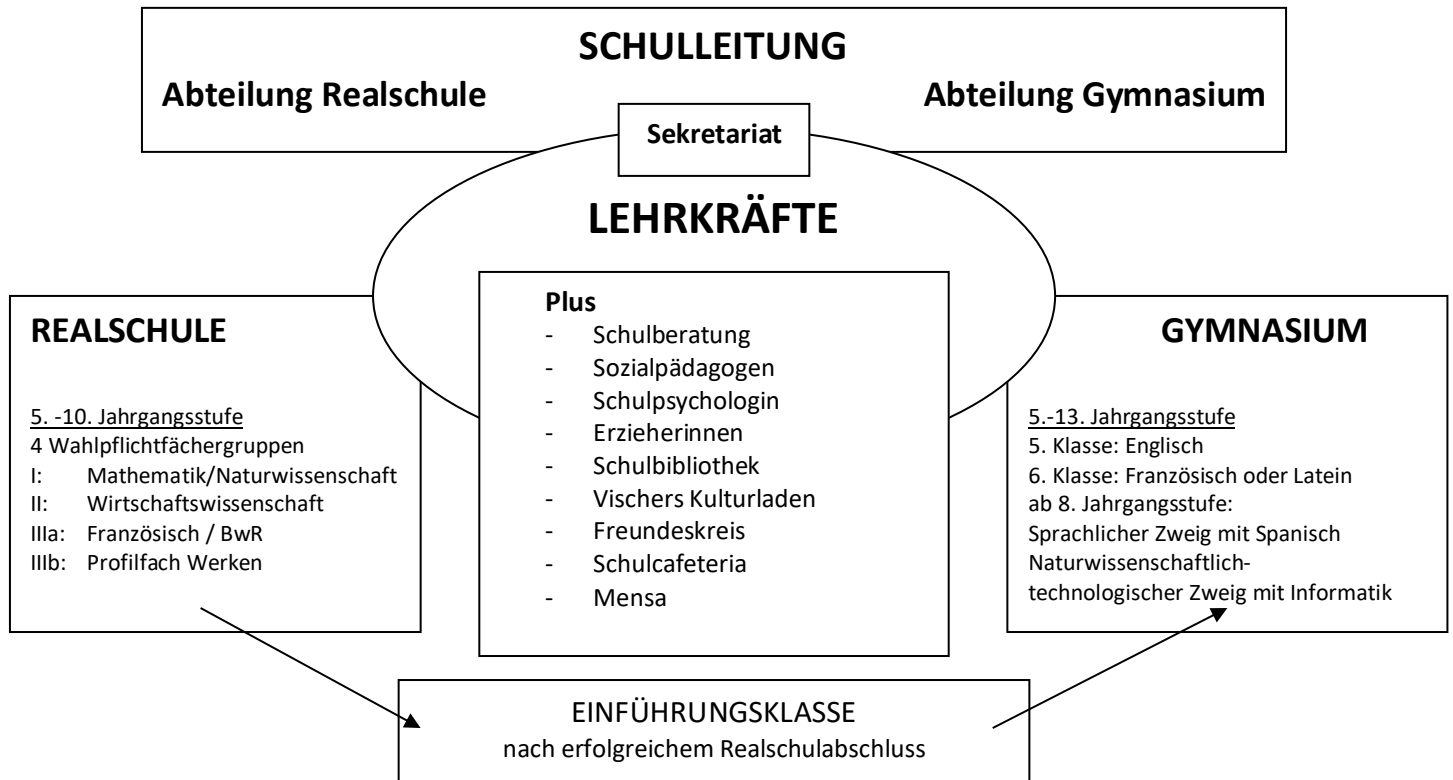 SCHULLEITUNG
Abteilung Realschule Abteilung Gymnasium
Sekretariat
LEHRKRÄFTE
REALSCHULE
5. -10. Jahrgangsstufe
4 Wahlpflichtfächergruppen
I: Mathematik/Naturwissenschaft
II: Wirtschaftswissenschaft
IIIa: Französisch / BwR
IIIb: Profilfach Werken
Plus
- Schulberatung
- Sozialpädagogen
- Schulpsychologin
- Erzieherinnen
- Schulbibliothek
- Vischers Kulturladen
- Freundeskreis
- Schulcafeteria
- Mensa
GYMNASIUM
5.-13. Jahrgangsstufe
5. Klasse: Englisch
6. Klasse: Französisch oder Latein
ab 8. Jahrgangsstufe:
Sprachlicher Zweig mit Spanisch
Naturwissenschaftlich-
technologischer Zweig mit Informatik
EINFÜHRUNGSKLASSE
nach erfolgreichem Realschulabschluss